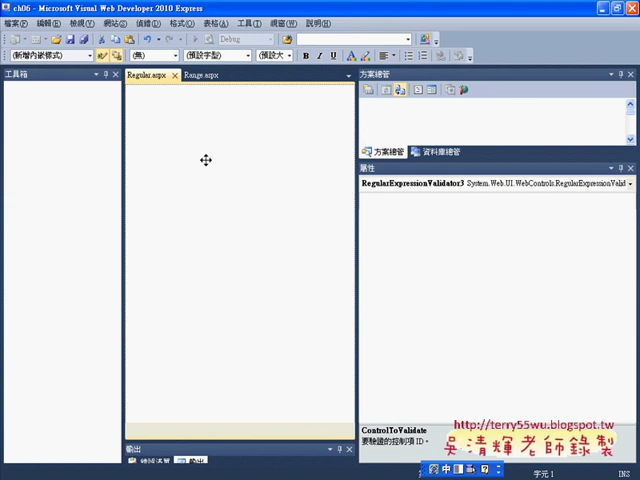 ch06 - Microsoft Visual Web Developer 2010 Express
檔案(F) 編輯(E) 檢視(V) 網站(S) 偵錯(D) 格式(O) 表格(A) 工具(T) 視窗(W) 說明(H)
Debug
(新增內嵌樣式) (無) (預設字型) (預設大 B I U A
工具箱
Regular.aspx Range.aspx
方案總管
方案總管 資料庫總管
屬性
RegularExpressionValidator3 System.Web.UI.WebControls.RegularExpressionValid
ControlToValidate
要驗證的控制項 ID。
輸出
錯誤清單 輸出
http://terry55wu.blogspot.tw
吳清輝老師錄製
中
字元 1 INS